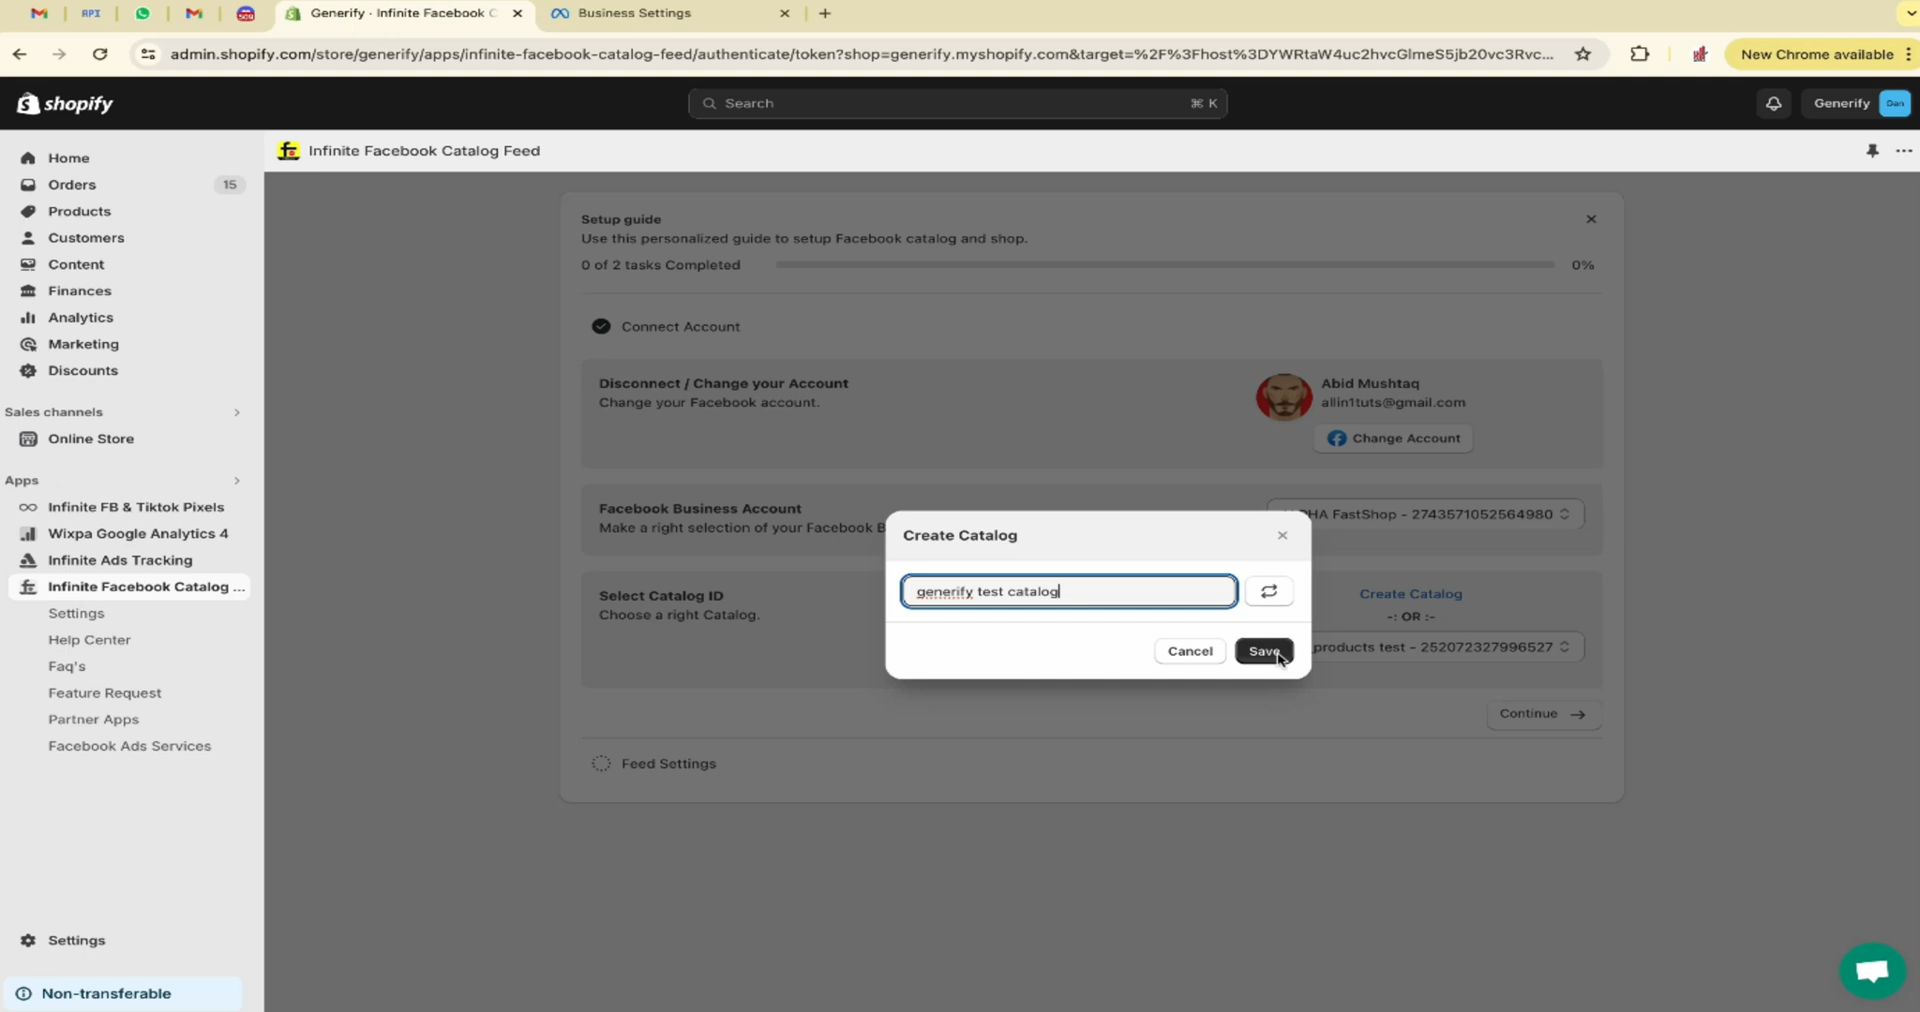 RPI
Generify · Infinite Facebook C
Business Settings
admin.shopify.com/store/generify/apps/infinite-facebook-catalog-feed/authenticate/token?shop=generify.myshopify.com&target=%2F%3Fhost%3DYWRtaW4uc2hvcGlmeS5jb20vc3Rvc...
New Chrome available
shopify
Search
⌘ K
Generify
Dan
Home
Orders
15
Products
Customers
Content
Finances
Analytics
Marketing
Discounts
Sales channels
Online Store
Apps
Infinite FB & Tiktok Pixels
Wixpa Google Analytics 4
Infinite Ads Tracking
Infinite Facebook Catalog ...
Settings
Help Center
Faq's
Feature Request
Partner Apps
Facebook Ads Services
Settings
Non-transferable
Infinite Facebook Catalog Feed
Setup guide
Use this personalized guide to setup Facebook catalog and shop.
0 of 2 tasks Completed
0%
Connect Account
Disconnect / Change your Account
Change your Facebook account.
Abid Mushtaq
allin1tuts@gmail.com
Change Account
Facebook Business Account
Make a right selection of your Facebook B
PHA FastShop - 2743571052564980
Select Catalog ID
Choose a right Catalog.
Create Catalog
-: OR :-
products test - 252072327996527
Continue
Feed Settings
Create Catalog
generify test catalog
Cancel
Save